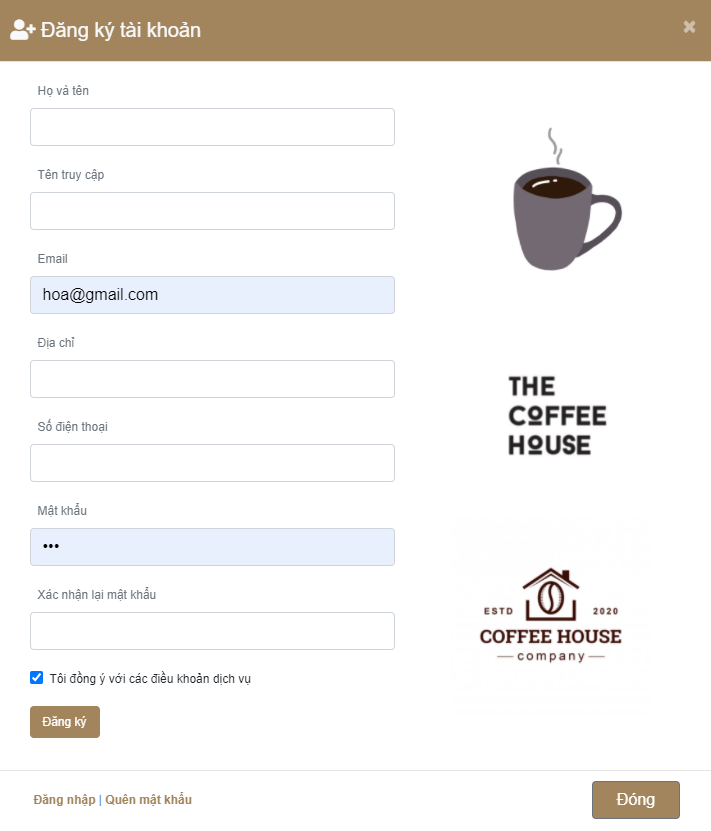 Đăng ký tài khoản
×
Họ và tên
Tên truy cập
Email
hoa@gmail.com
Địa chỉ
Số điện thoại
Mật khẩu
•••
Xác nhận lại mật khẩu
Tôi đồng ý với các điều khoản dịch vụ
Đăng ký
THE
COFFEE
HOUSE
ESTD 2020
COFFEE HOUSE
company
Đăng nhập | Quên mật khẩu
Đóng